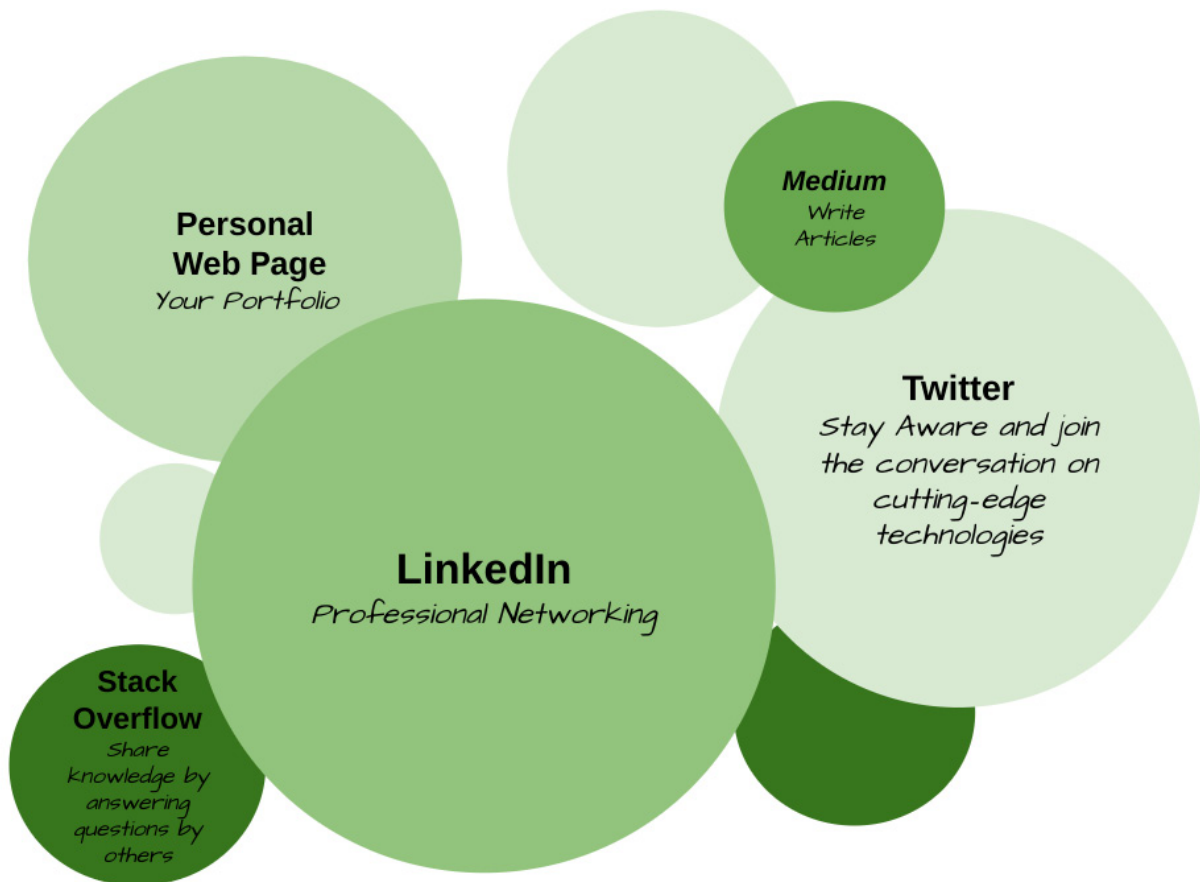 Personal
Web Page
Your Portfolio
Medium
Write
Articles
Twitter
Stay Aware and join
the conversation on
cutting-edge
technologies
LinkedIn
Professional Networking
Stack
Overflow
Share
knowledge by
answering
questions by
others